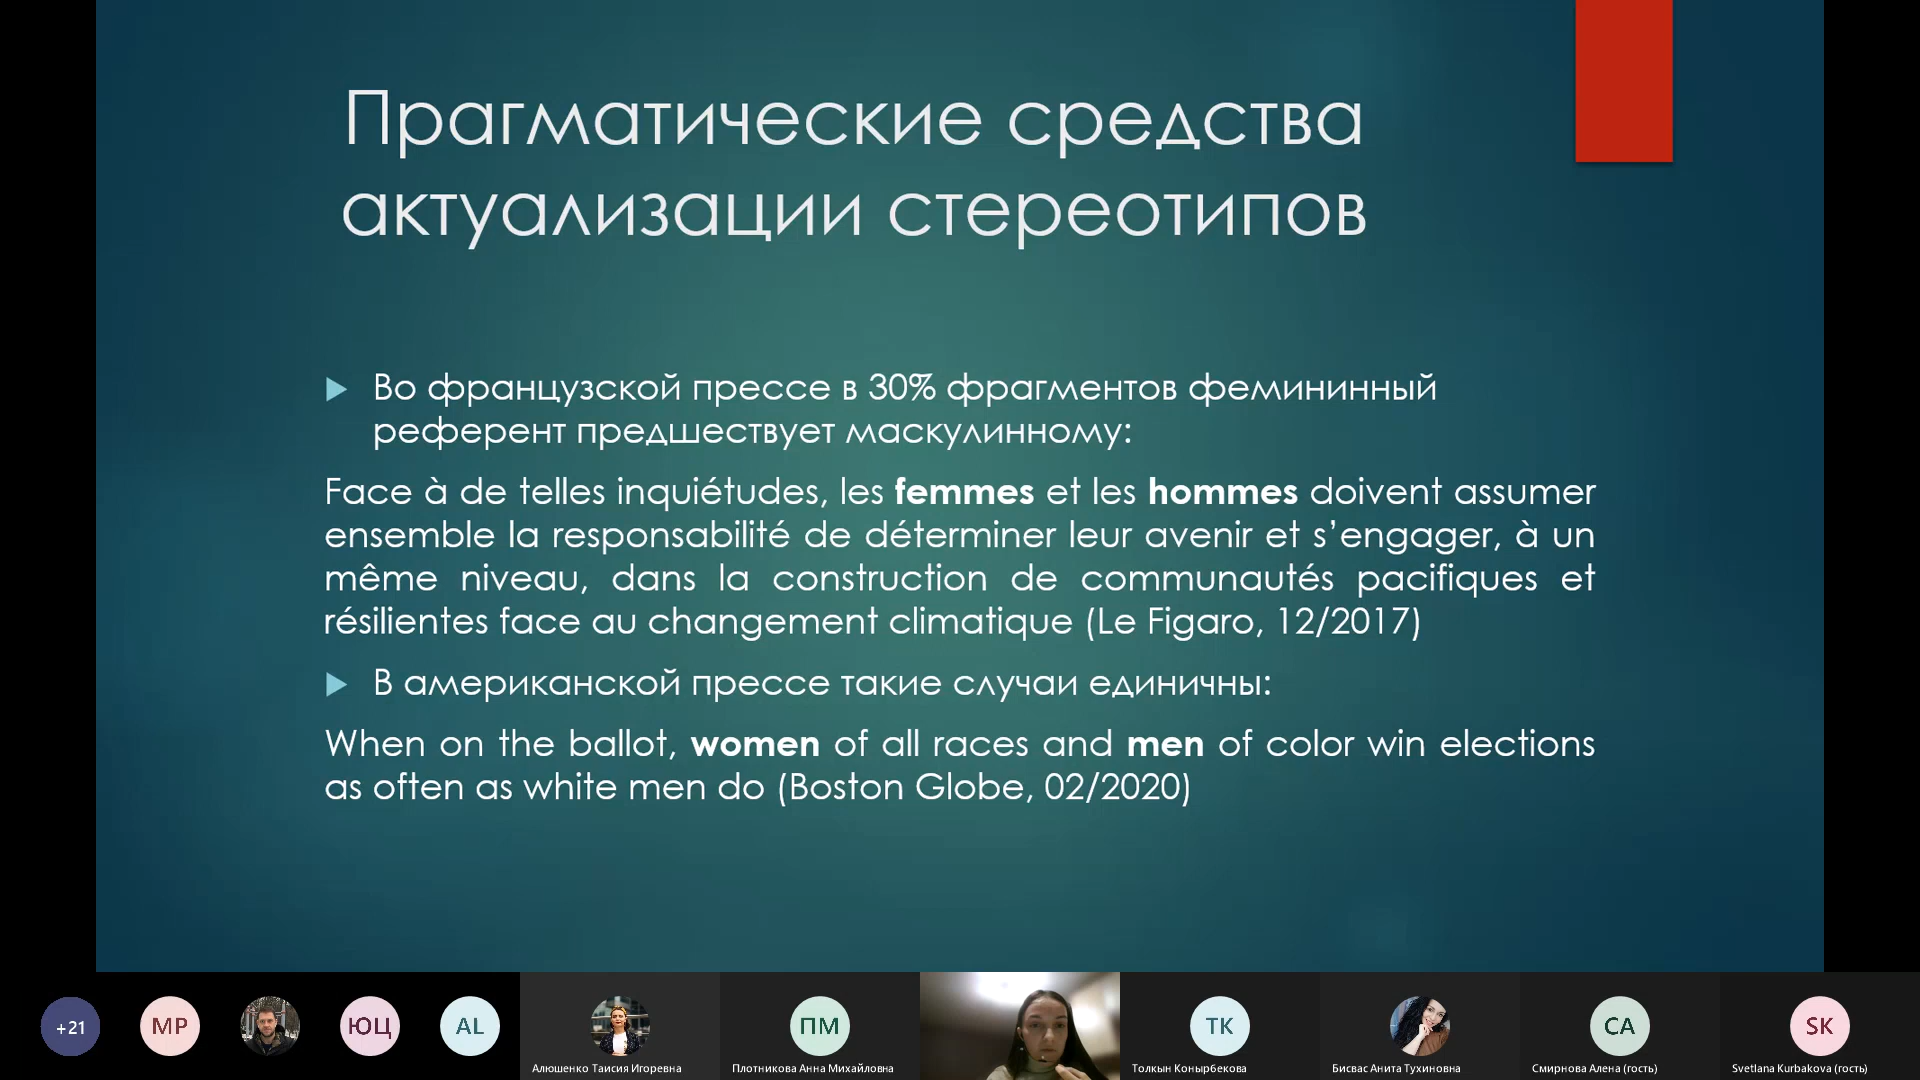 Прагматические средства
актуализации стереотипов
Во французской прессе в 30% фрагментов фемининный
референт предшествует маскулинному:
Face à de telles inquiétudes, les femmes et les hommes doivent assumer
ensemble la responsabilité de déterminer leur avenir et s’engager, à un
même niveau, dans la construction de communautés pacifiques et
résilientes face au changement climatique (Le Figaro, 12/2017)
В американской прессе такие случаи единичны:
When on the ballot, women of all races and men of color win elections
as often as white men do (Boston Globe, 02/2020)
+21
МР
ЮЦ
AL
Алюшенко Таисия Игоревна
ПМ
Плотникова Анна Михайловна
ТК
Толкын Конырбекова
Бисвас Анита Тухиновна
СА
Смирнова Алена (гость)
SK
Svetlana Kurbakova (гость)